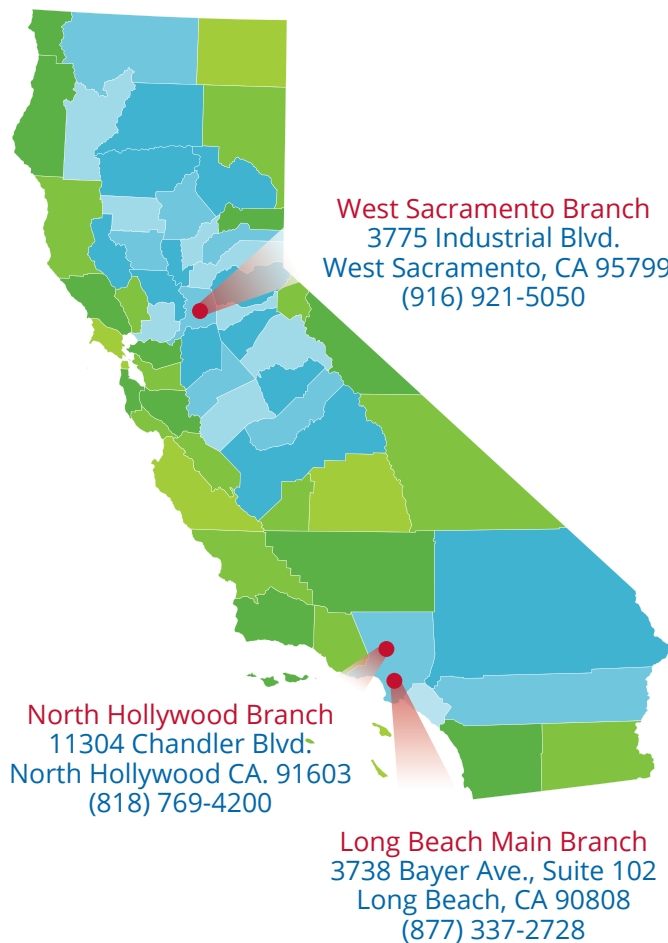 West Sacramento Branch
3775 Industrial Blvd.
West Sacramento, CA 95799
(916) 921-5050
North Hollywood Branch
11304 Chandler Blvd.
North Hollywood CA. 91603
(818) 769-4200
Long Beach Main Branch
3738 Bayer Ave., Suite 102
Long Beach, CA 90808
(877) 337-2728